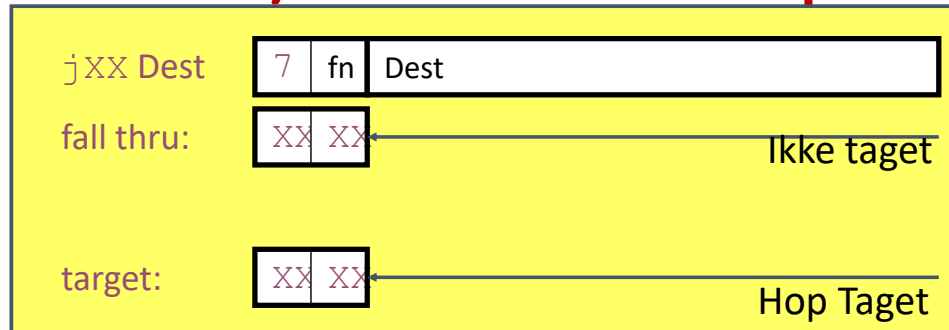 jXX Dest 7 fn Dest
fall thru: XX XX
Ikke taget
target: XX XX
Hop Taget